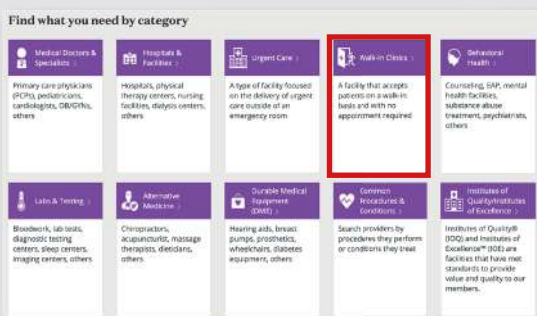 Find what you need by category
Medical Doctors &
Specialists >
Primary care physicians
(PCPs), pediatricians,
cardiologists, OB/GYNs,
others
Hospitals &
Facilities >
Hospitals, physical
therapy centers, nursing
facilities, dialysis centers,
others
Urgent Care >
A type of facility focused
on the delivery of urgent
care outside of an
emergency room
Walk-In Clinics >
A facility that accepts
patients on a walk-in
basis and with no
appointment required
Behavioral
Health >
Counseling, EAP, mental
health facilities,
substance abuse
treatment, psychiatrists,
others
Labs & Testing >
Bloodwork, lab tests,
diagnostic testing
centers, sleep centers,
imaging centers, others
Alternative
Medicine >
Chiropractors,
acupuncturist, massage
therapists, dieticians,
others
Durable Medical
Equipment
(DME) >
Hearing aids, breast
pumps, prosthetics,
wheelchairs, diabetes
equipment, others
Common
Procedures &
Conditions >
Search providers by
procedures they perform
or conditions they treat
Institutes of
Quality/Institutes
of Excellence >
Institutes of Quality®
(IOQ) and Institutes of
Excellence™ (IOE) are
facilities that have met
standards to provide
value and quality to our
members.